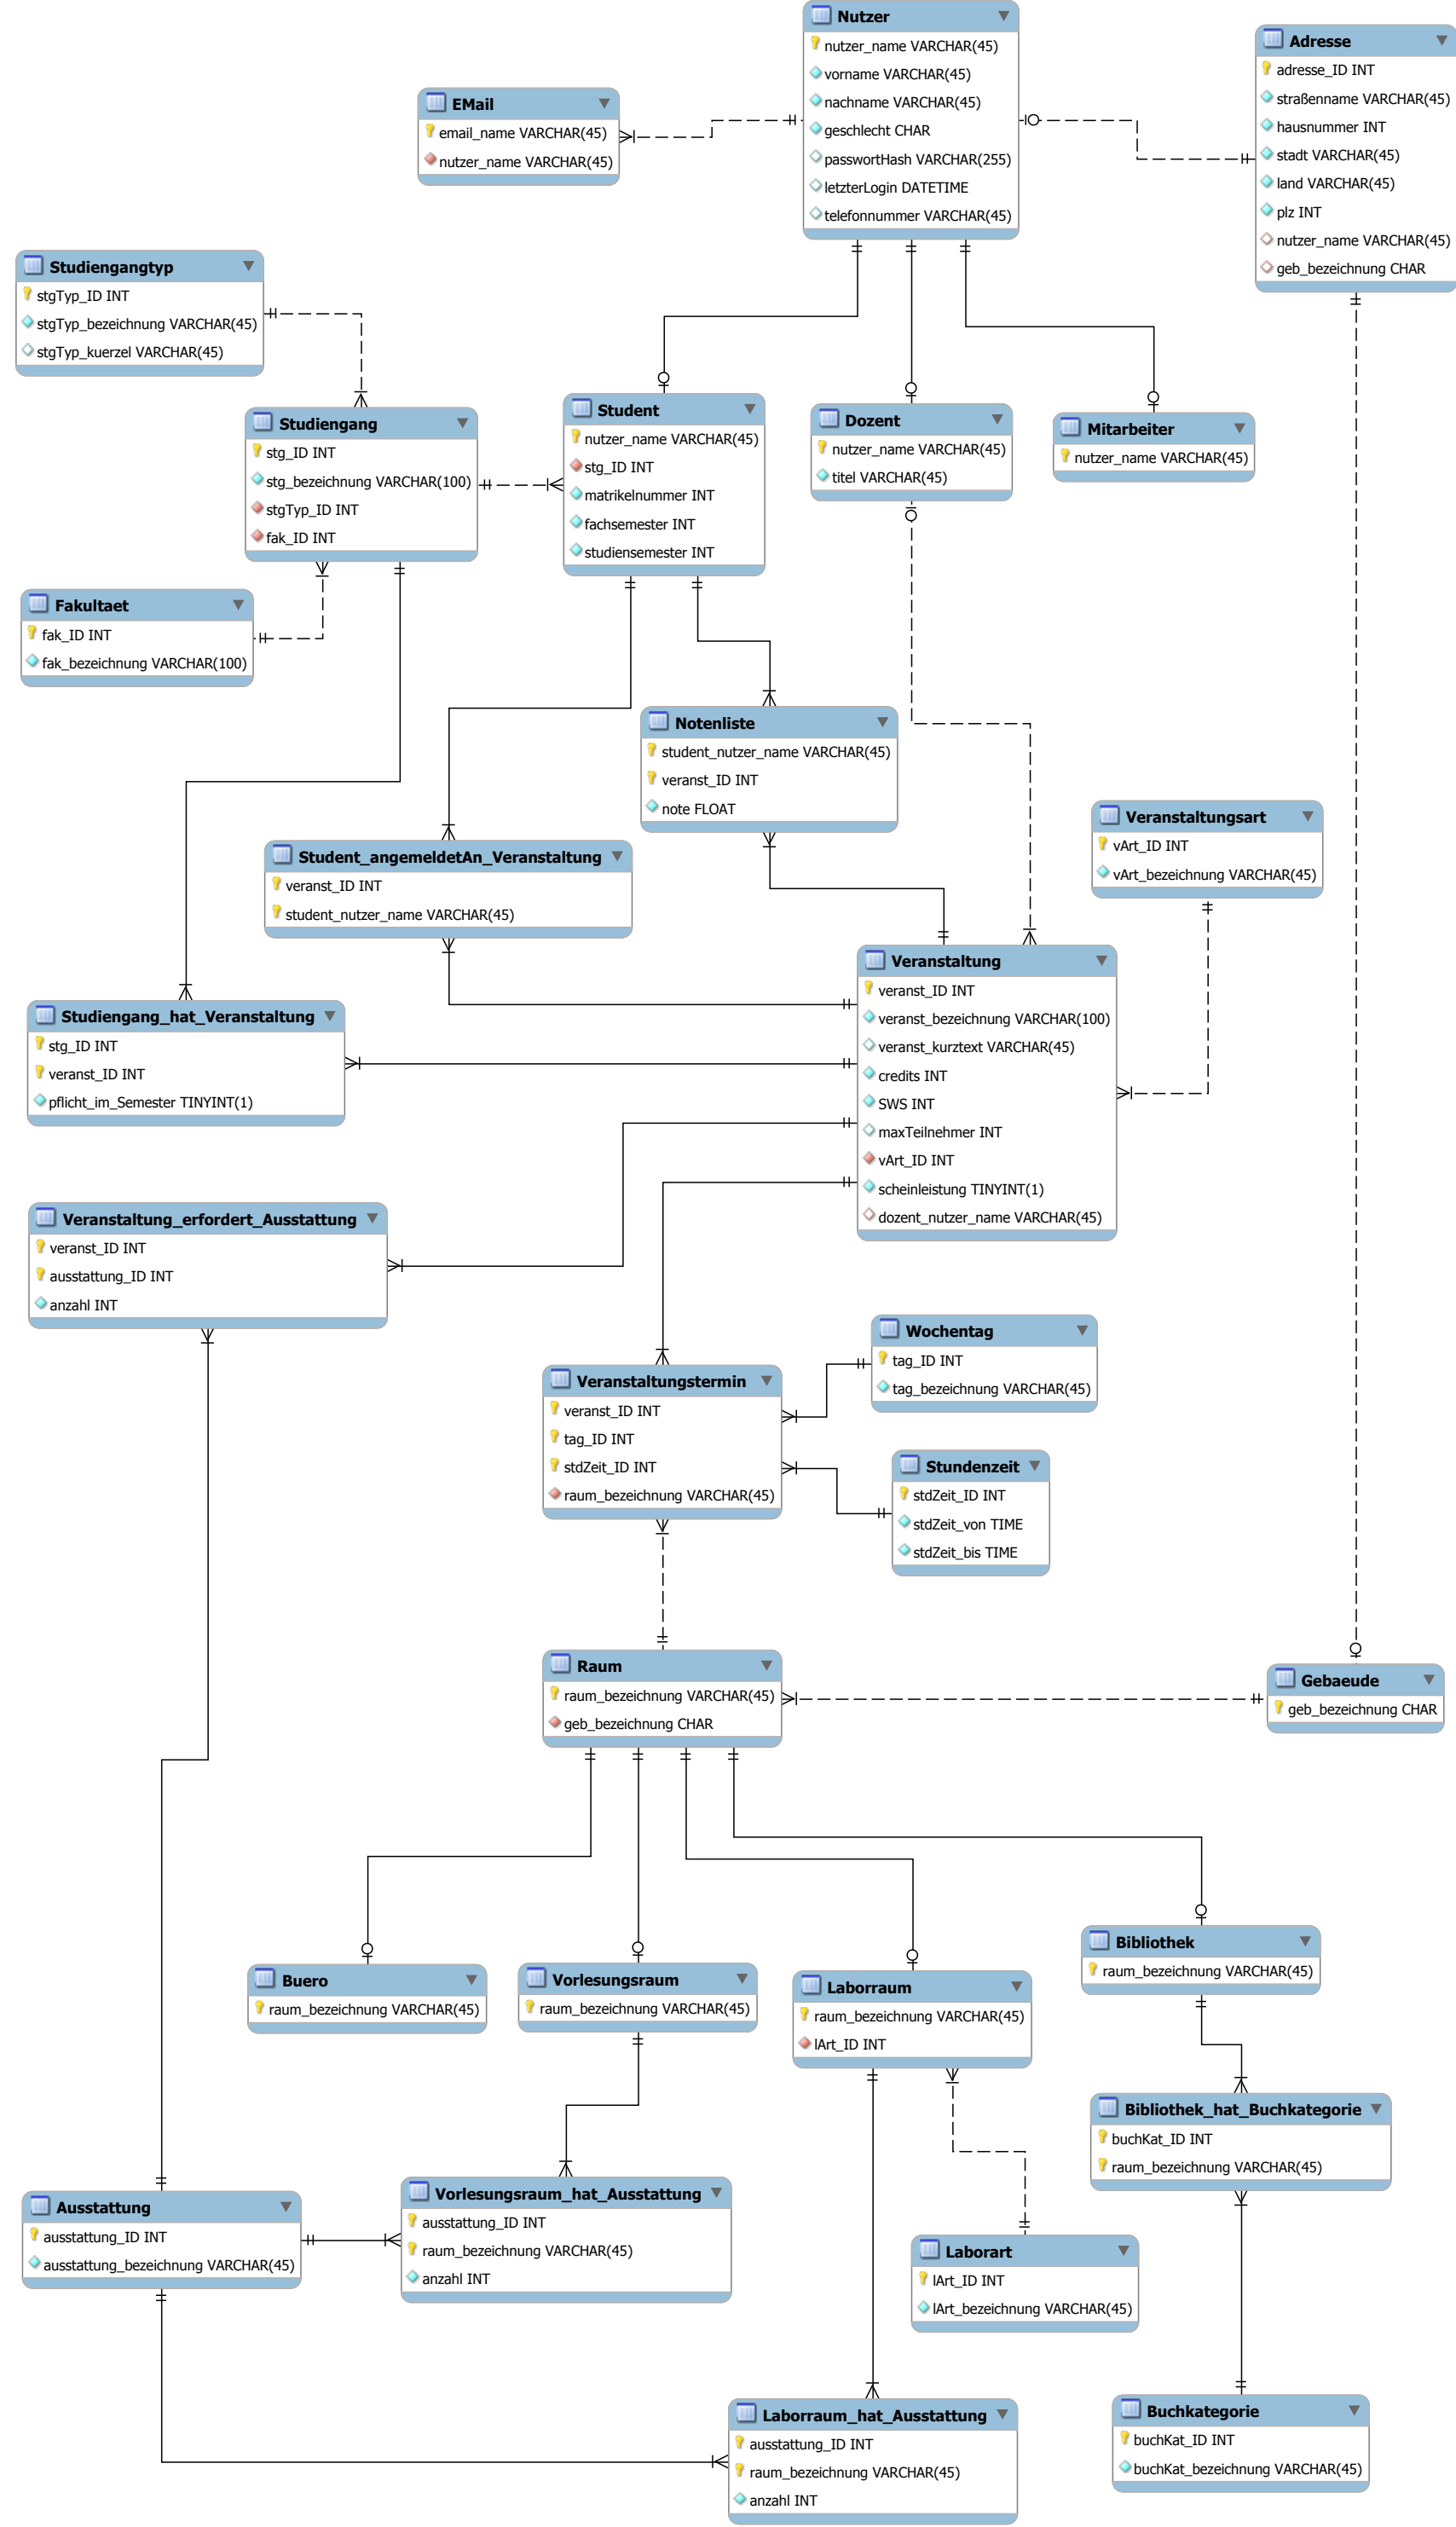 Nutzer
nutzer_name VARCHAR(45)
vorname VARCHAR(45)
nachname VARCHAR(45)
geschlecht CHAR
passwortHash VARCHAR(255)
letzterLogin DATETIME
telefonnummer VARCHAR(45)
Adresse
adresse_ID INT
straßenname VARCHAR(45)
hausnummer INT
stadt VARCHAR(45)
land VARCHAR(45)
plz INT
nutzer_name VARCHAR(45)
geb_bezeichnung CHAR
EMail
email_name VARCHAR(45)
nutzer_name VARCHAR(45)
Studiengangtyp
stgTyp_ID INT
stgTyp_bezeichnung VARCHAR(45)
stgTyp_kuerzel VARCHAR(45)
Studiengang
stg_ID INT
stg_bezeichnung VARCHAR(100)
stgTyp_ID INT
fak_ID INT
Student
nutzer_name VARCHAR(45)
stg_ID INT
matrikelnummer INT
fachsemester INT
studiensemester INT
Dozent
nutzer_name VARCHAR(45)
titel VARCHAR(45)
Mitarbeiter
nutzer_name VARCHAR(45)
Fakultaet
fak_ID INT
fak_bezeichnung VARCHAR(100)
Notenliste
student_nutzer_name VARCHAR(45)
veranst_ID INT
note FLOAT
Veranstaltungsart
vArt_ID INT
vArt_bezeichnung VARCHAR(45)
Student_angemeldetAn_Veranstaltung
veranst_ID INT
student_nutzer_name VARCHAR(45)
Veranstaltung
veranst_ID INT
veranst_bezeichnung VARCHAR(100)
veranst_kurztext VARCHAR(45)
credits INT
SWS INT
maxTeilnehmer INT
vArt_ID INT
scheinleistung TINYINT(1)
dozent_nutzer_name VARCHAR(45)
Studiengang_hat_Veranstaltung
stg_ID INT
veranst_ID INT
pflicht_im_Semester TINYINT(1)
Veranstaltung_erfordert_Ausstattung
veranst_ID INT
ausstattung_ID INT
anzahl INT
Wochentag
tag_ID INT
tag_bezeichnung VARCHAR(45)
Veranstaltungstermin
veranst_ID INT
tag_ID INT
stdZeit_ID INT
raum_bezeichnung VARCHAR(45)
Stundenzeit
stdZeit_ID INT
stdZeit_von TIME
stdZeit_bis TIME
Raum
raum_bezeichnung VARCHAR(45)
geb_bezeichnung CHAR
Gebaeude
geb_bezeichnung CHAR
Buero
raum_bezeichnung VARCHAR(45)
Vorlesungsraum
raum_bezeichnung VARCHAR(45)
Laborraum
raum_bezeichnung VARCHAR(45)
lArt_ID INT
Bibliothek
raum_bezeichnung VARCHAR(45)
Bibliothek_hat_Buchkategorie
buchKat_ID INT
raum_bezeichnung VARCHAR(45)
Ausstattung
ausstattung_ID INT
ausstattung_bezeichnung VARCHAR(45)
Vorlesungsraum_hat_Ausstattung
ausstattung_ID INT
raum_bezeichnung VARCHAR(45)
anzahl INT
Laborart
lArt_ID INT
lArt_bezeichnung VARCHAR(45)
Laborraum_hat_Ausstattung
ausstattung_ID INT
raum_bezeichnung VARCHAR(45)
anzahl INT
Buchkategorie
buchKat_ID INT
buchKat_bezeichnung VARCHAR(45)